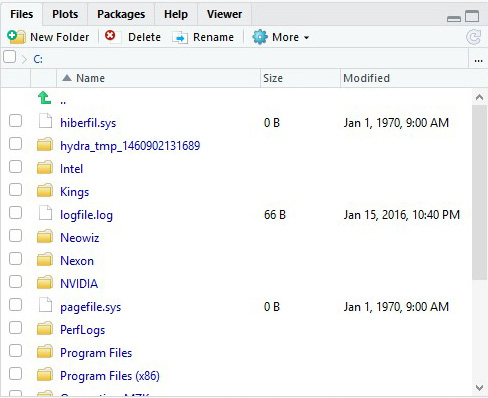 Files Plots Packages Help Viewer
New Folder Delete Rename More
C: ...
Name Size Modified
..
hiberfil.sys 0 B Jan 1, 1970, 9:00 AM
hydra_tmp_1460902131689
Intel
Kings
logfile.log 66 B Jan 15, 2016, 10:40 PM
Neowiz
Nexon
NVIDIA
pagefile.sys 0 B Jan 1, 1970, 9:00 AM
PerfLogs
Program Files
Program Files (x86)